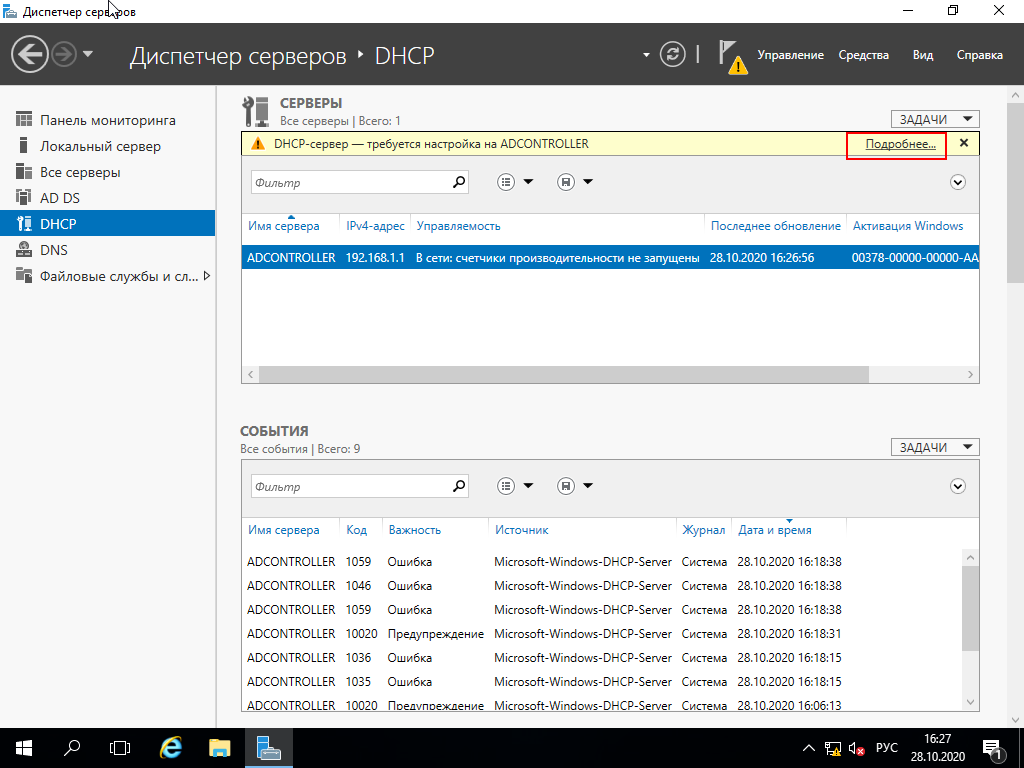 Диспетчер серверов
Диспетчер серверов DHCP
Управление Средства Вид Справка
Панель мониторинга
Локальный сервер
Все серверы
AD DS
DHCP
DNS
Файловые службы и сл...
СЕРВЕРЫ
Все серверы | Всего: 1
ЗАДАЧИ
DHCP-сервер — требуется настройка на ADCONTROLLER Подробнее...
Фильтр
Имя сервера IPv4-адрес Управляемость Последнее обновление Активация Windows
ADCONTROLLER 192.168.1.1 В сети: счетчики производительности не запущены 28.10.2020 16:26:56 00378-00000-00000-AA
СОБЫТИЯ
Все события | Всего: 9
ЗАДАЧИ
Фильтр
Имя сервера Код Важность Источник Журнал Дата и время
ADCONTROLLER 1059 Ошибка Microsoft-Windows-DHCP-Server Система 28.10.2020 16:18:38
ADCONTROLLER 1046 Ошибка Microsoft-Windows-DHCP-Server Система 28.10.2020 16:18:38
ADCONTROLLER 1059 Ошибка Microsoft-Windows-DHCP-Server Система 28.10.2020 16:18:38
ADCONTROLLER 10020 Предупреждение Microsoft-Windows-DHCP-Server Система 28.10.2020 16:18:31
ADCONTROLLER 1036 Ошибка Microsoft-Windows-DHCP-Server Система 28.10.2020 16:18:15
ADCONTROLLER 1035 Ошибка Microsoft-Windows-DHCP-Server Система 28.10.2020 16:18:15
ADCONTROLLER 10020 Предупреждение Microsoft-Windows-DHCP-Server Система 28.10.2020 16:06:13
РУС
16:27
28.10.2020
1